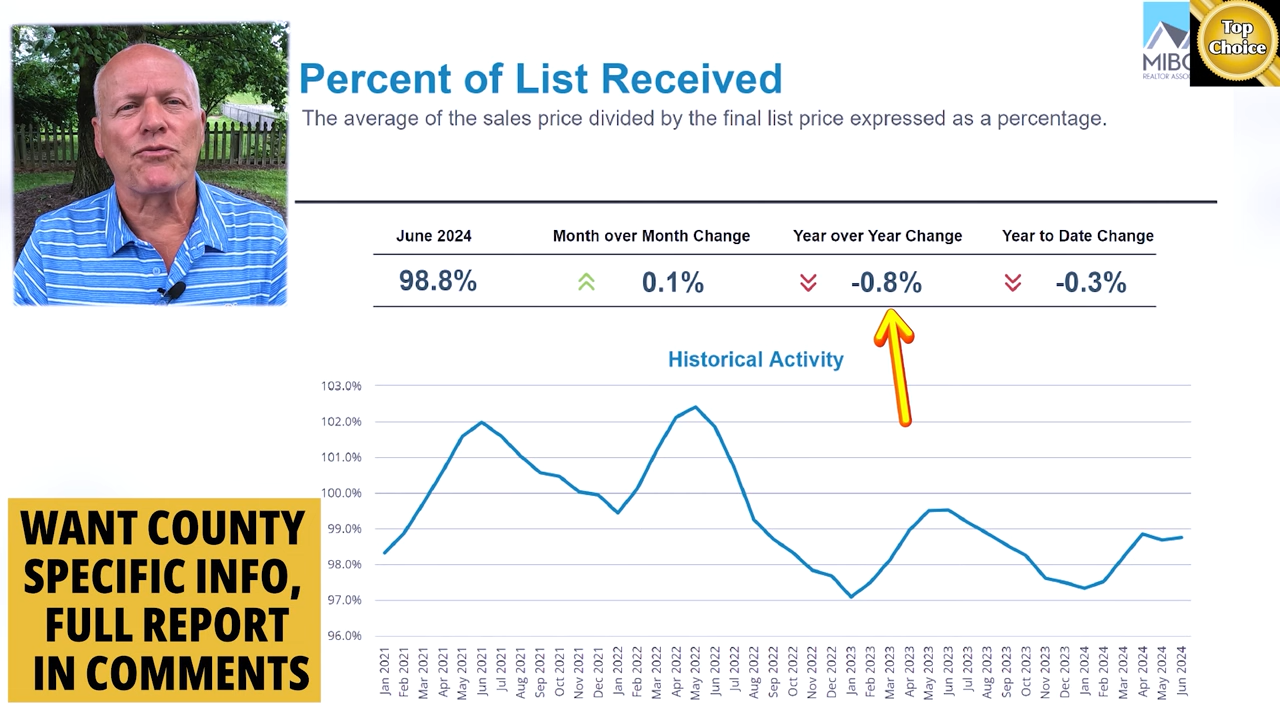 Percent of List Received
The average of the sales price divided by the final list price expressed as a percentage.
MIBO
REALTOR ASSOC
Top
Choice
June 2024
Month over Month Change
Year over Year Change
Year to Date Change
98.8%
0.1%
-0.8%
-0.3%
Historical Activity
103.0%
102.0%
101.0%
100.0%
99.0%
98.0%
97.0%
96.0%
Jan 2021
Feb 2021
Mar 2021
Apr 2021
May 2021
Jun 2021
Jul 2021
Aug 2021
Sep 2021
Oct 2021
Nov 2021
Dec 2021
Jan 2022
Feb 2022
Mar 2022
Apr 2022
May 2022
Jun 2022
Jul 2022
Aug 2022
Sep 2022
Oct 2022
Nov 2022
Dec 2022
Jan 2023
Feb 2023
Mar 2023
Apr 2023
May 2023
Jun 2023
Jul 2023
Aug 2023
Sep 2023
Oct 2023
Nov 2023
Dec 2023
Jan 2024
Feb 2024
Mar 2024
Apr 2024
May 2024
Jun 2024
WANT COUNTY
SPECIFIC INFO,
FULL REPORT
IN COMMENTS